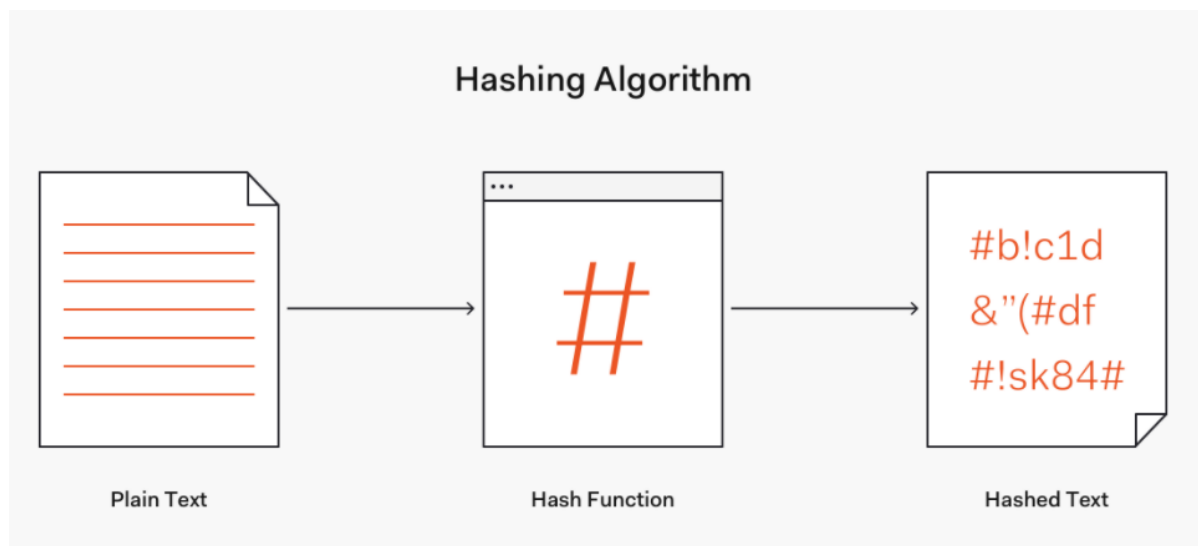 Hashing Algorithm
#b!c1d
&”(#df
#!sk84#
#
Plain Text
Hash Function
Hashed Text